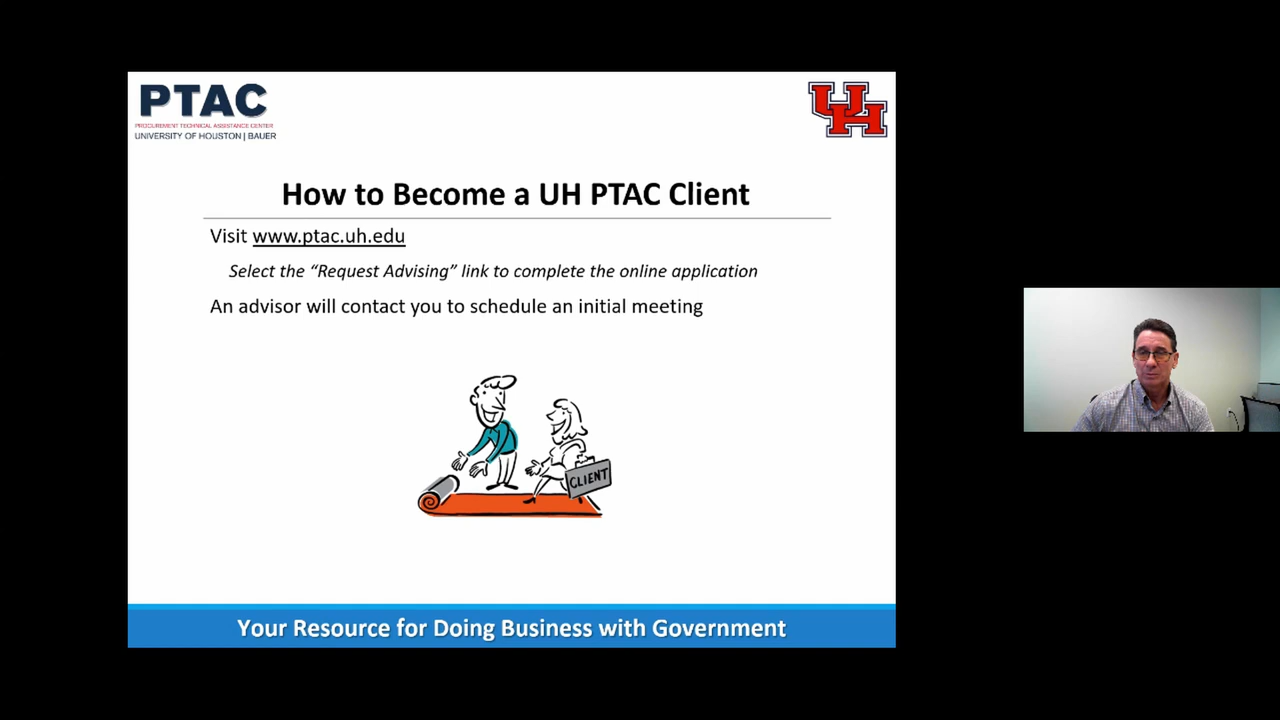 PTAC
PROCUREMENT TECHNICAL ASSISTANCE CENTER
UNIVERSITY OF HOUSTON | BAUER
UH
How to Become a UH PTAC Client
Visit www.ptac.uh.edu
Select the “Request Advising” link to complete the online application
An advisor will contact you to schedule an initial meeting
CLIENT
Your Resource for Doing Business with Government